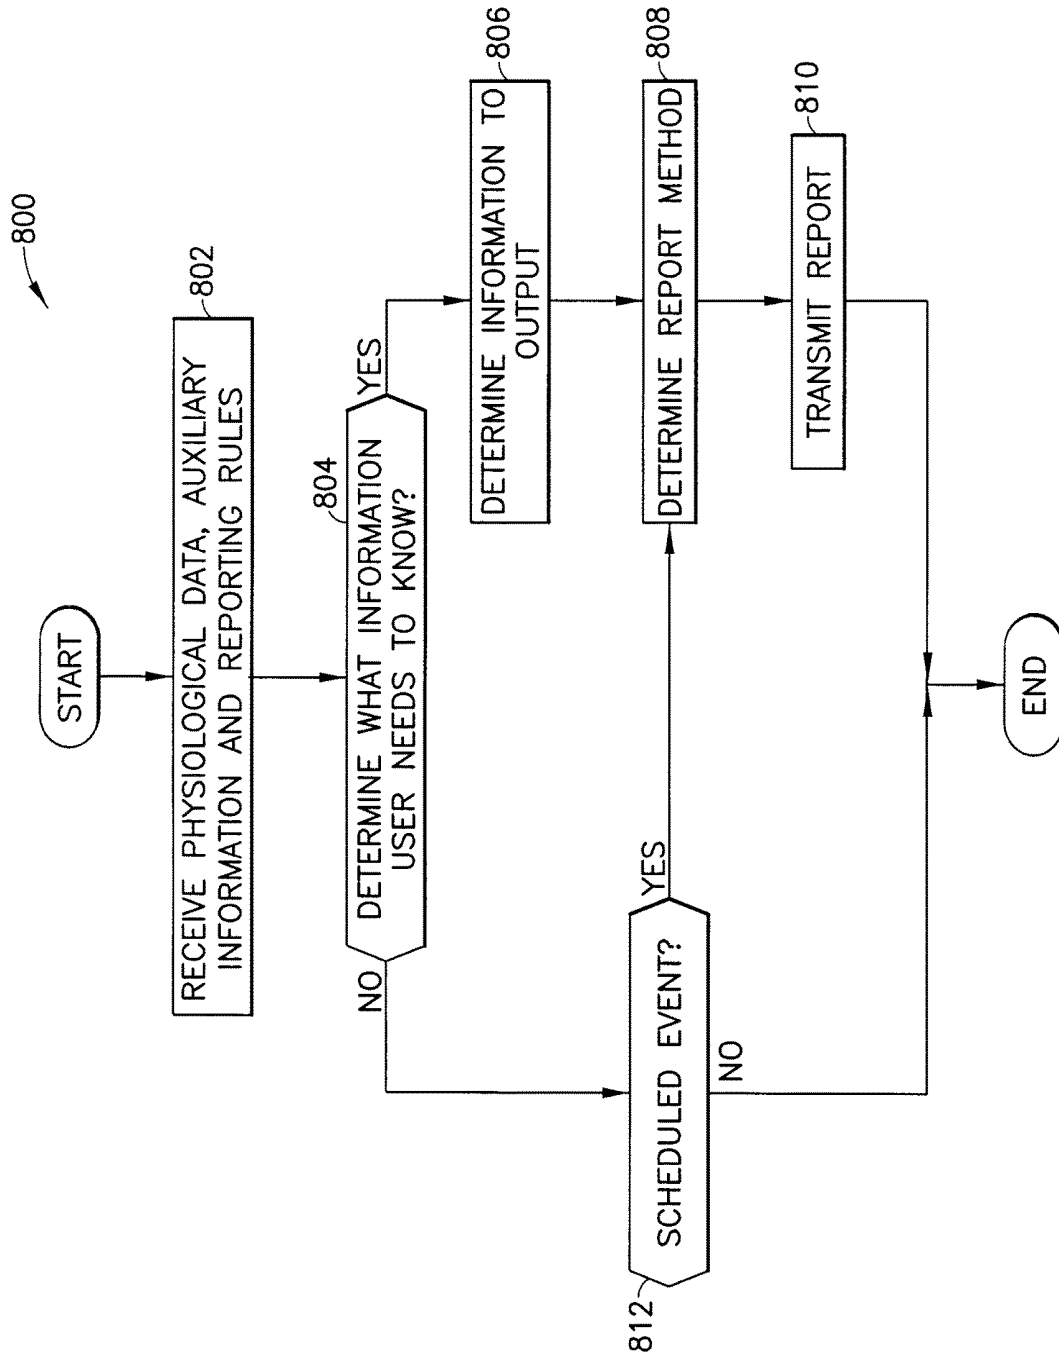 800
START
802
RECEIVE PHYSIOLOGICAL DATA, AUXILIARY
INFORMATION AND REPORTING RULES
804
DETERMINE WHAT INFORMATION
USER NEEDS TO KNOW?
NO
YES
806
DETERMINE INFORMATION TO
OUTPUT
812
SCHEDULED EVENT?
YES
NO
808
DETERMINE REPORT METHOD
810
TRANSMIT REPORT
END